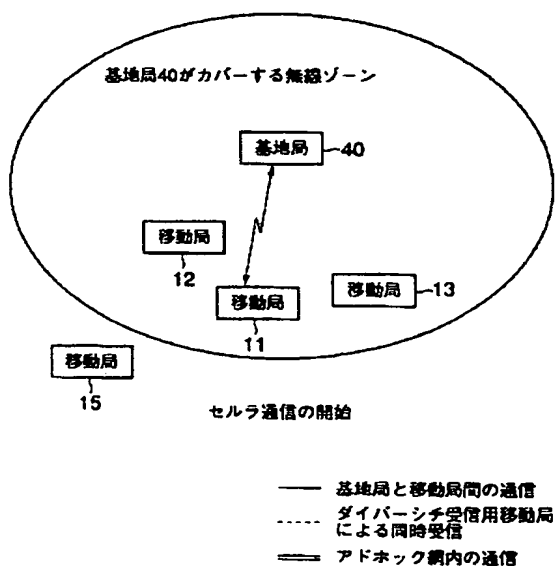 基地局40がカバーする無線ゾーン
基地局
40
移動局
12
移動局
13
移動局
11
移動局
15
セルラ通信の開始
基地局と移動局間の通信
ダイバーシチ受信用移動局
による同時受信
アドホック網内の通信